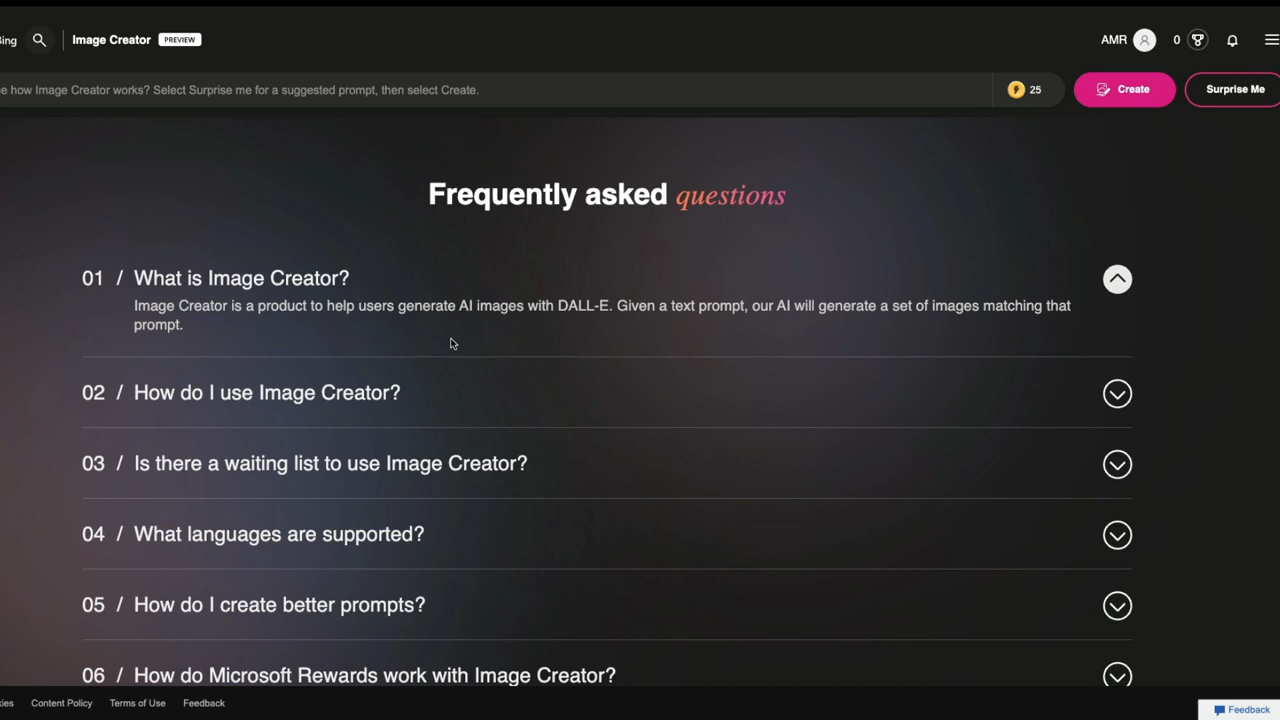 Bing Image Creator PREVIEW AMR 0
e how Image Creator works? Select Surprise me for a suggested prompt, then select Create. 25 Create Surprise Me
Frequently asked questions
01 / What is Image Creator?
Image Creator is a product to help users generate AI images with DALL-E. Given a text prompt, our AI will generate a set of images matching that
prompt.
02 / How do I use Image Creator?
03 / Is there a waiting list to use Image Creator?
04 / What languages are supported?
05 / How do I create better prompts?
06 / How do Microsoft Rewards work with Image Creator?
ies Content Policy Terms of Use Feedback
Feedback